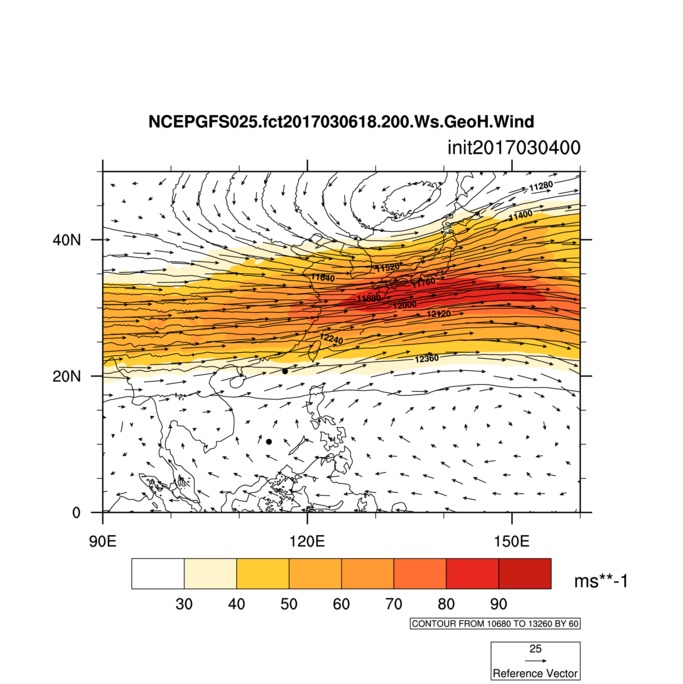 NCEPGFS025.fct2017030618.200.Ws.GeoH.Wind
init2017030400
11280
11400
40N
11520
11640
11760
11880
12000
12120
12240
12360
20N
0
90E 120E 150E
ms**-1
30 40 50 60 70 80 90
CONTOUR FROM 10680 TO 13260 BY 60
25
Reference Vector